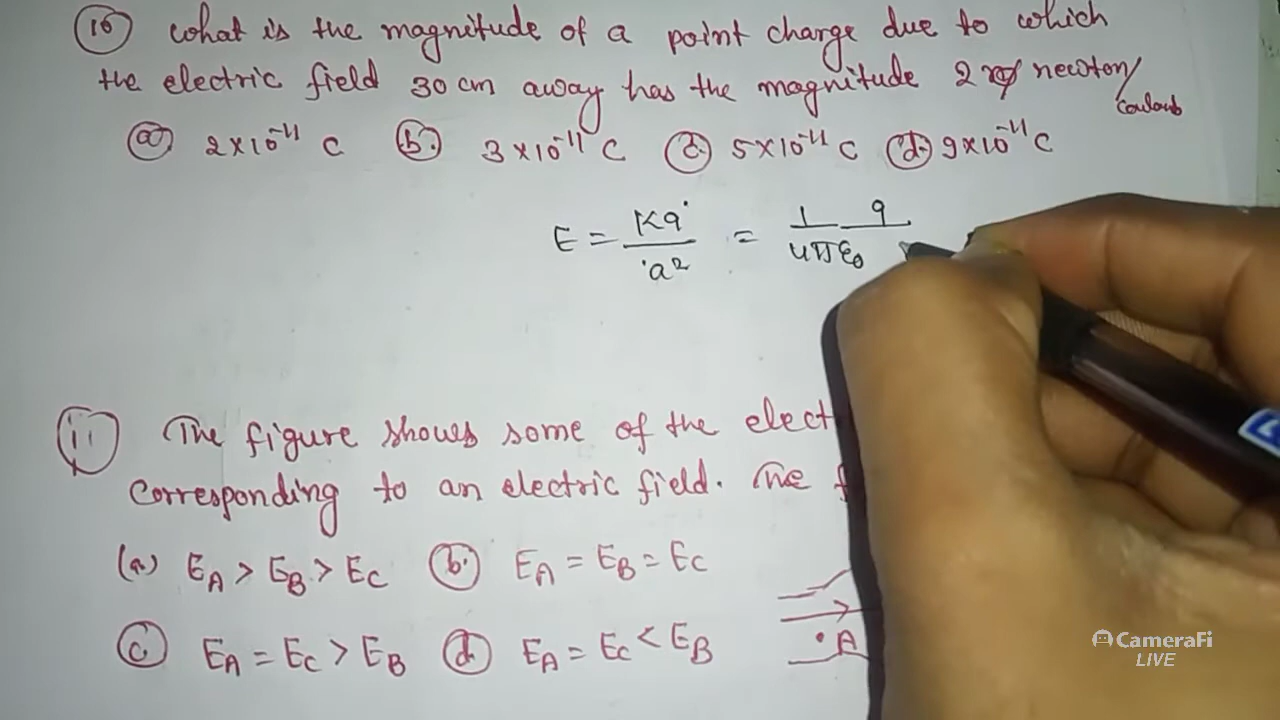 10 What is the magnitude of a point charge due to which
the electric field 30 cm away has the magnitude 2 newton/
coulomb
(a) 2×10⁻¹¹ C (b.) 3×10⁻¹¹ C (c.) 5×10⁻¹¹ C (d.) 9×10⁻¹¹ C
E = Kq / a² = 1 q / 4πε₀
11 The figure shows some of the elect
corresponding to an electric field. The f
(a) E_A > E_B > E_C (b.) E_A = E_B = E_C
(c.) E_A = E_C > E_B (d.) E_A = E_C < E_B
A
CameraFi
LIVE